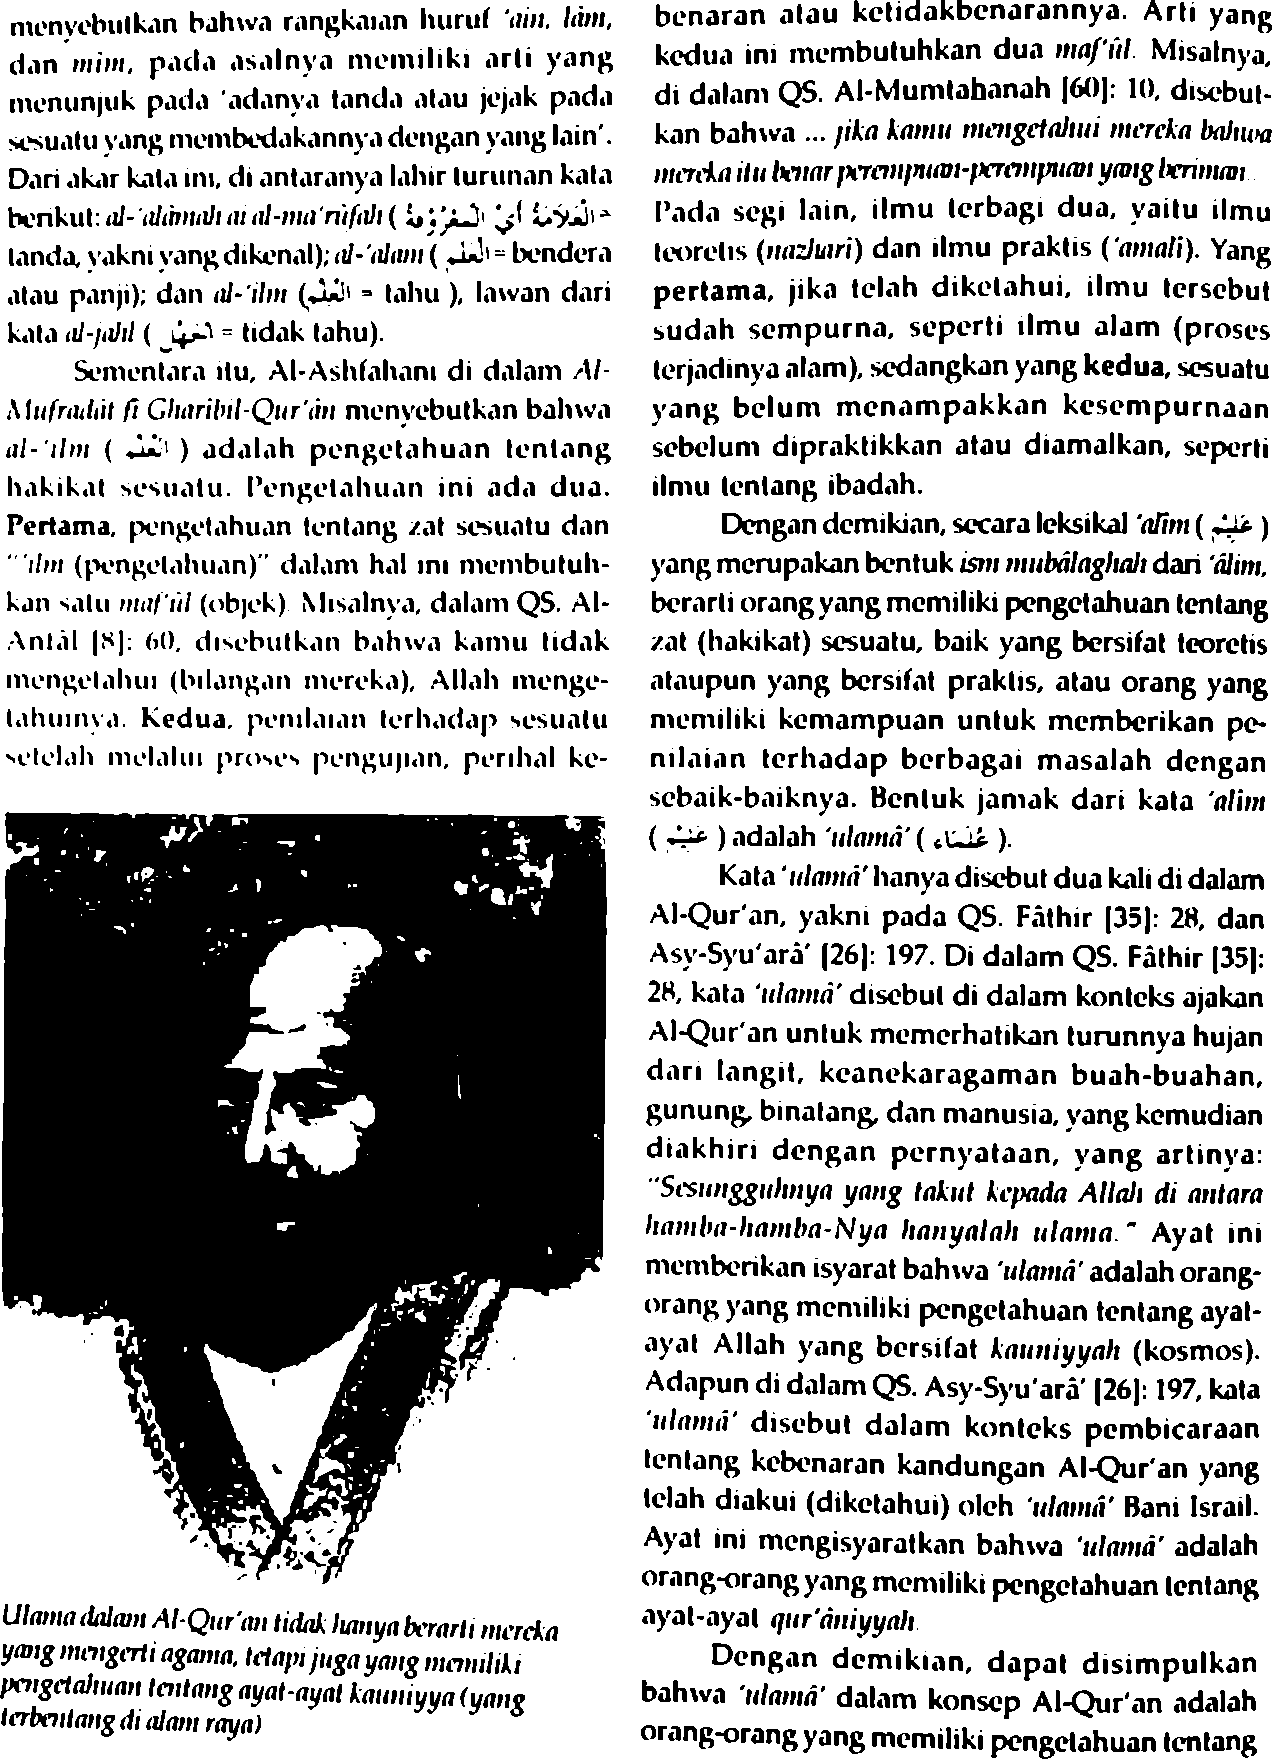 menyebutkan bahwa rangkaian huruf 'ain, lâm,
dan mim, pada asalnya memiliki arti yang
menunjuk pada 'adanya tanda atau jejak pada
sesuatu yang membedakannya dengan yang lain'.
Dari akar kata ini, di antaranya lahir turunan kata
berikut: al-'alâmah ai al-ma'rûfah ( =
tanda, yakni yang dikenal); al-'alam ( العلم = bendera
atau panji); dan al-'ilm (العلم = tahu ), lawan dari
kata al-jahl ( الجهل = tidak tahu).
Sementara itu, Al-Ashfahani di dalam Al-
Mufradât fî Gharibil-Qur'ân menyebutkan bahwa
al-'ilm ( العلم ) adalah pengetahuan tentang
hakikat sesuatu. Pengetahuan ini ada dua.
Pertama, pengetahuan tentang zat sesuatu dan
"'ilm (pengetahuan)" dalam hal ini membutuh-
kan satu maf'ûl (objek). Misalnya, dalam QS. Al-
Anfâl [8]: 60, disebutkan bahwa kamu tidak
mengetahui (bilangan mereka), Allah menge-
tahuinya. Kedua, penilaian terhadap sesuatu
setelah melalui proses pengujian, perihal ke-
Ulama dalam Al-Qur'an tidak hanya berarti mereka
yang mengerti agama, tetapi juga yang memiliki
pengetahuan tentang ayat-ayat kauniyya (yang
terbentang di alam raya)
benaran atau ketidakbenarannya. Arti yang
kedua ini membutuhkan dua maf'ûl. Misalnya,
di dalam QS. Al-Mumtahanah [60]: 10, disebut-
kan bahwa ... jika kamu mengetahui mereka bahwa
mereka itu benar perempuan-perempuan yang beriman.
Pada segi lain, ilmu terbagi dua, yaitu ilmu
teoretis (nazhari) dan ilmu praktis ('amalî). Yang
pertama, jika telah diketahui, ilmu tersebut
sudah sempurna, seperti ilmu alam (proses
terjadinya alam), sedangkan yang kedua, sesuatu
yang belum menampakkan kesempurnaan
sebelum dipraktikkan atau diamalkan, seperti
ilmu tentang ibadah.
Dengan demikian, secara leksikal 'alîm ( عليم )
yang merupakan bentuk ism mubâlaghah dari 'âlim,
berarti orang yang memiliki pengetahuan tentang
zat (hakikat) sesuatu, baik yang bersifat teoretis
ataupun yang bersifat praktis, atau orang yang
memiliki kemampuan untuk memberikan pe-
nilaian terhadap berbagai masalah dengan
sebaik-baiknya. Bentuk jamak dari kata 'alim
( عليم ) adalah 'ulamâ' ( علماء ).
Kata 'ulamâ' hanya disebut dua kali di dalam
Al-Qur'an, yakni pada QS. Fâthir [35]: 28, dan
Asy-Syu'arâ' [26]: 197. Di dalam QS. Fâthir [35]:
28, kata 'ulamâ' disebut di dalam konteks ajakan
Al-Qur'an untuk memerhatikan turunnya hujan
dari langit, keanekaragaman buah-buahan,
gunung, binatang, dan manusia, yang kemudian
diakhiri dengan pernyataan, yang artinya:
"Sesungguhnya yang takut kepada Allah di antara
hamba-hamba-Nya hanyalah ulama." Ayat ini
memberikan isyarat bahwa 'ulamâ' adalah orang-
orang yang memiliki pengetahuan tentang ayat-
ayat Allah yang bersifat kauniyyah (kosmos).
Adapun di dalam QS. Asy-Syu'arâ' [26]: 197, kata
'ulamâ' disebut dalam konteks pembicaraan
tentang kebenaran kandungan Al-Qur'an yang
telah diakui (diketahui) oleh 'ulamâ' Bani Israil.
Ayat ini mengisyaratkan bahwa 'ulamâ' adalah
orang-orang yang memiliki pengetahuan tentang
ayat-ayat qur'âniyyah.
Dengan demikian, dapat disimpulkan
bahwa 'ulamâ' dalam konsep Al-Qur'an adalah
orang-orang yang memiliki pengetahuan tentang